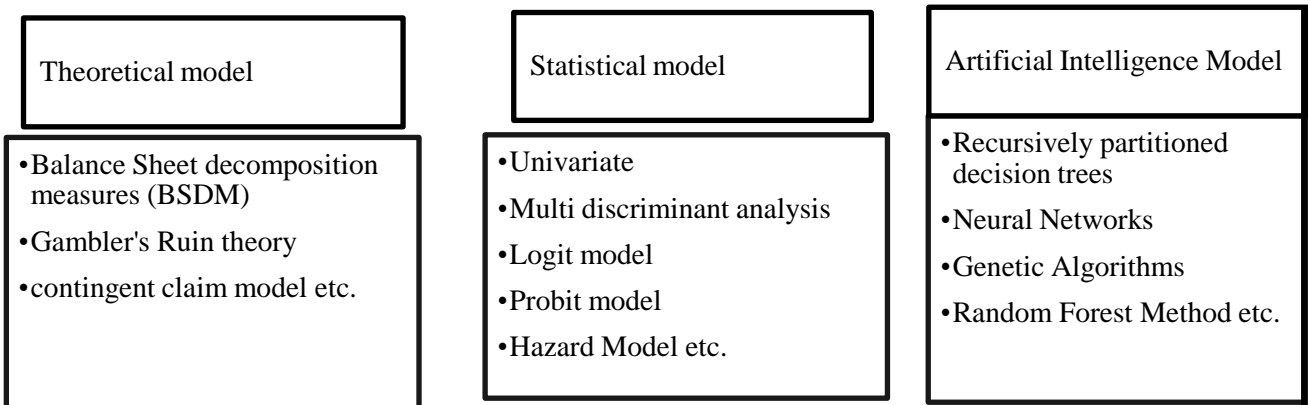 Theoretical model
•Balance Sheet decomposition
measures (BSDM)
•Gambler's Ruin theory
•contingent claim model etc.
Statistical model
•Univariate
•Multi discriminant analysis
•Logit model
•Probit model
•Hazard Model etc.
Artificial Intelligence Model
•Recursively partitioned
decision trees
•Neural Networks
•Genetic Algorithms
•Random Forest Method etc.